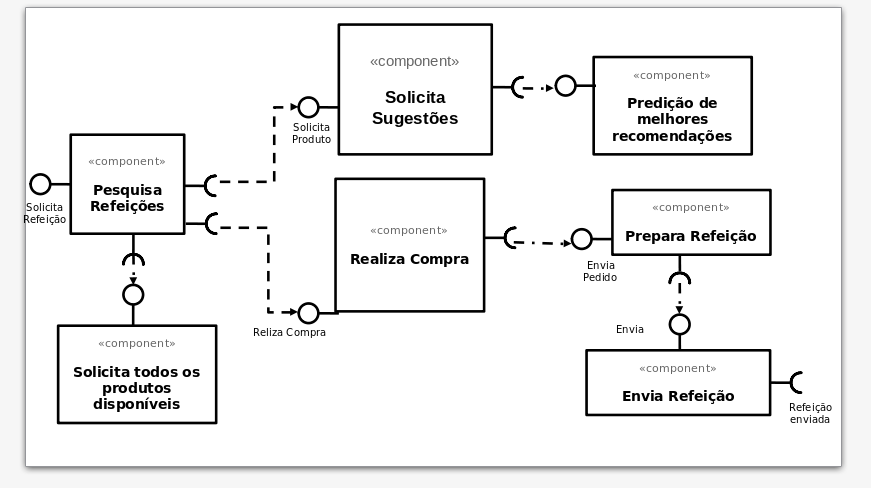 «component»
Solicita
Sugestões
«component»
Predição de
melhores
recomendações
Solicita
Produto
«component»
Pesquisa
Refeições
Solicita
Refeição
«component»
Realiza Compra
«component»
Prepara Refeição
Envia
Pedido
Reliza Compra
Envia
«component»
Solicita todos os
produtos
disponíveis
«component»
Envia Refeição
Refeição
enviada